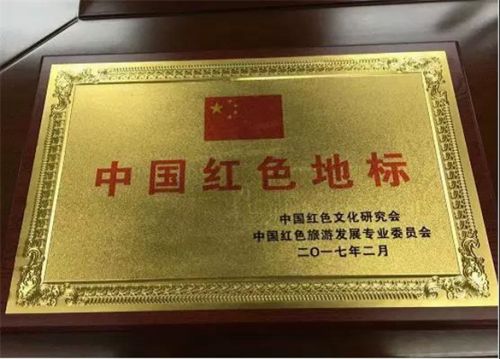 中国红色地标
中国红色文化研究会
中国红色旅游发展专业委员会
二〇一七年二月